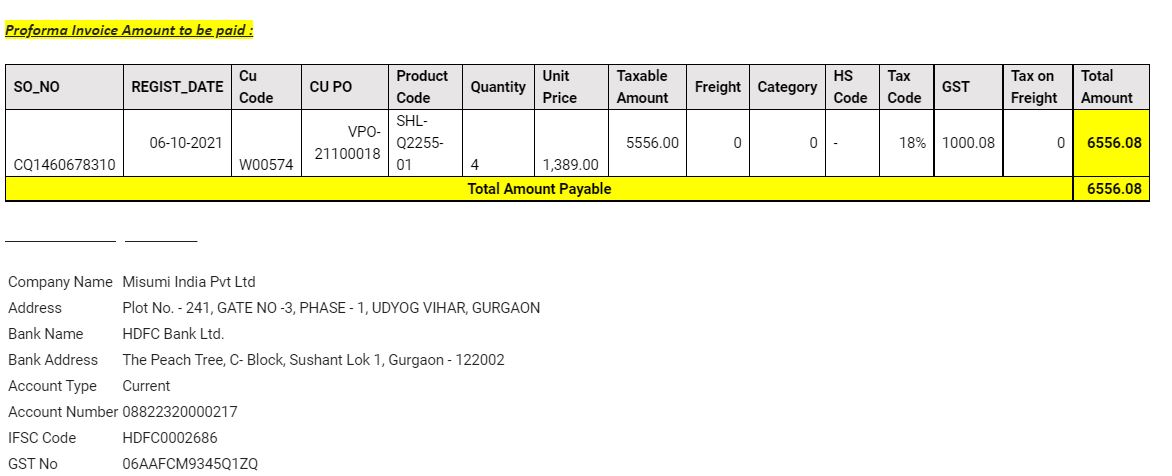 Proforma Invoice Amount to be paid :
SO_NO REGIST_DATE Cu Code CU PO Product Code Quantity Unit Price Taxable Amount Freight Category HS Code Tax Code GST Tax on Freight Total Amount
CQ1460678310 06-10-2021 W00574 VPO-21100018 SHL-Q2255-01 4 1,389.00 5556.00 0 0 - 18% 1000.08 0 6556.08
Total Amount Payable 6556.08
Company Name Misumi India Pvt Ltd
Address Plot No. - 241, GATE NO -3, PHASE - 1, UDYOG VIHAR, GURGAON
Bank Name HDFC Bank Ltd.
Bank Address The Peach Tree, C- Block, Sushant Lok 1, Gurgaon - 122002
Account Type Current
Account Number 08822320000217
IFSC Code HDFC0002686
GST No 06AAFCM9345Q1ZQ